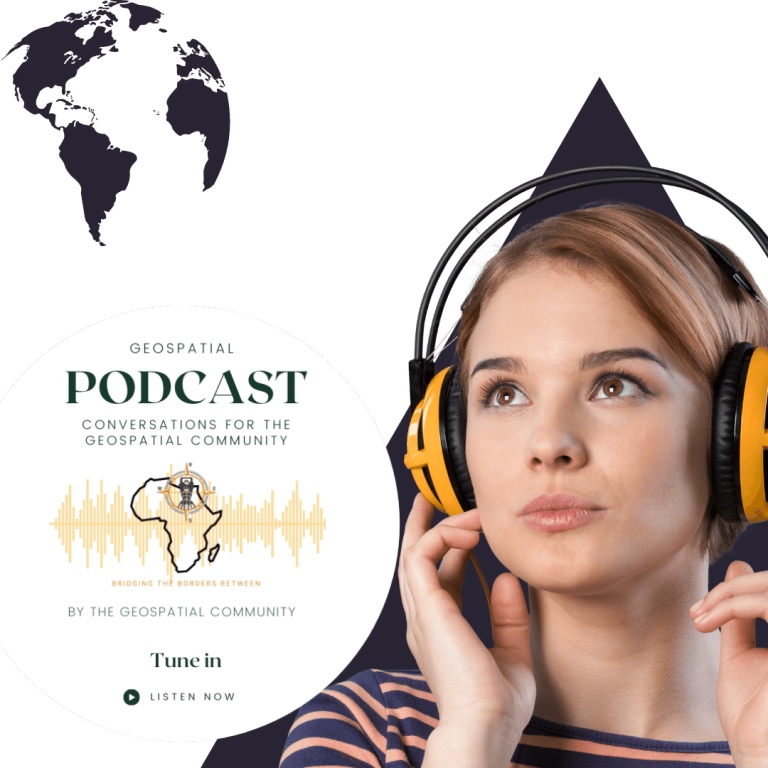 GEOSPATIAL
PODCAST
CONVERSATIONS FOR THE
GEOSPATIAL COMMUNITY
N
W E
S
BRIDGING THE BORDERS BETWEEN
BY THE GEOSPATIAL COMMUNITY
Tune in
LISTEN NOW